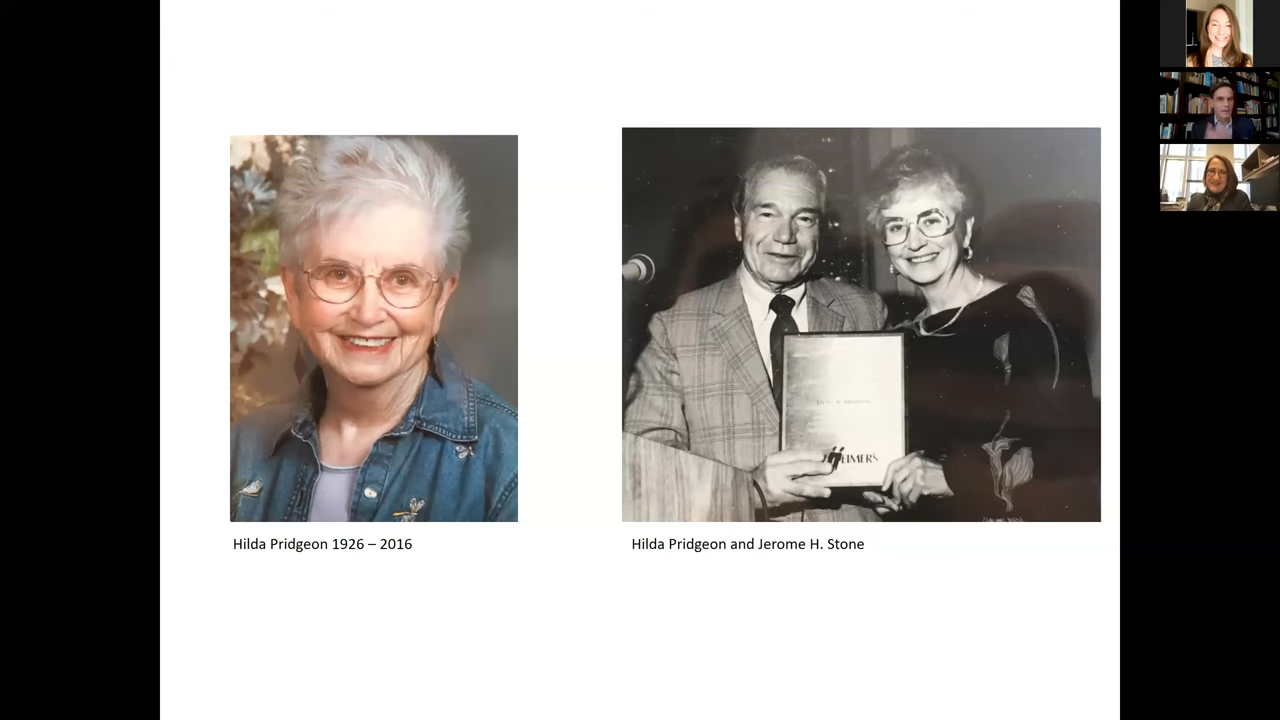 Hilda Pridgeon 1926 – 2016
Hilda Pridgeon and Jerome H. Stone